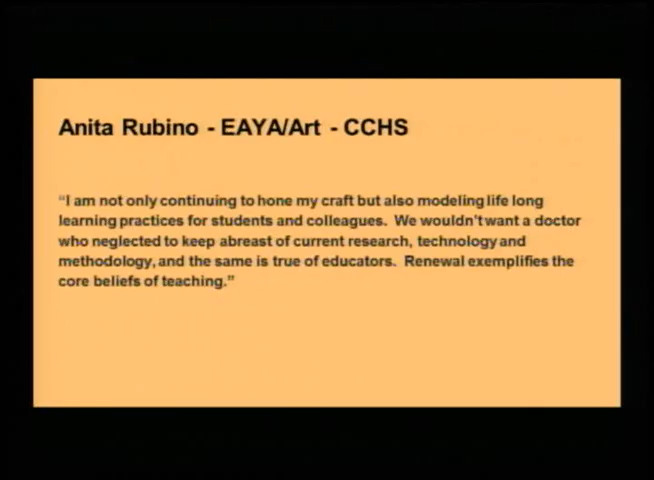 Anita Rubino - EAYA/Art - CCHS
“I am not only continuing to hone my craft but also modeling life long
learning practices for students and colleagues. We wouldn't want a doctor
who neglected to keep abreast of current research, technology and
methodology, and the same is true of educators. Renewal exemplifies the
core beliefs of teaching.”